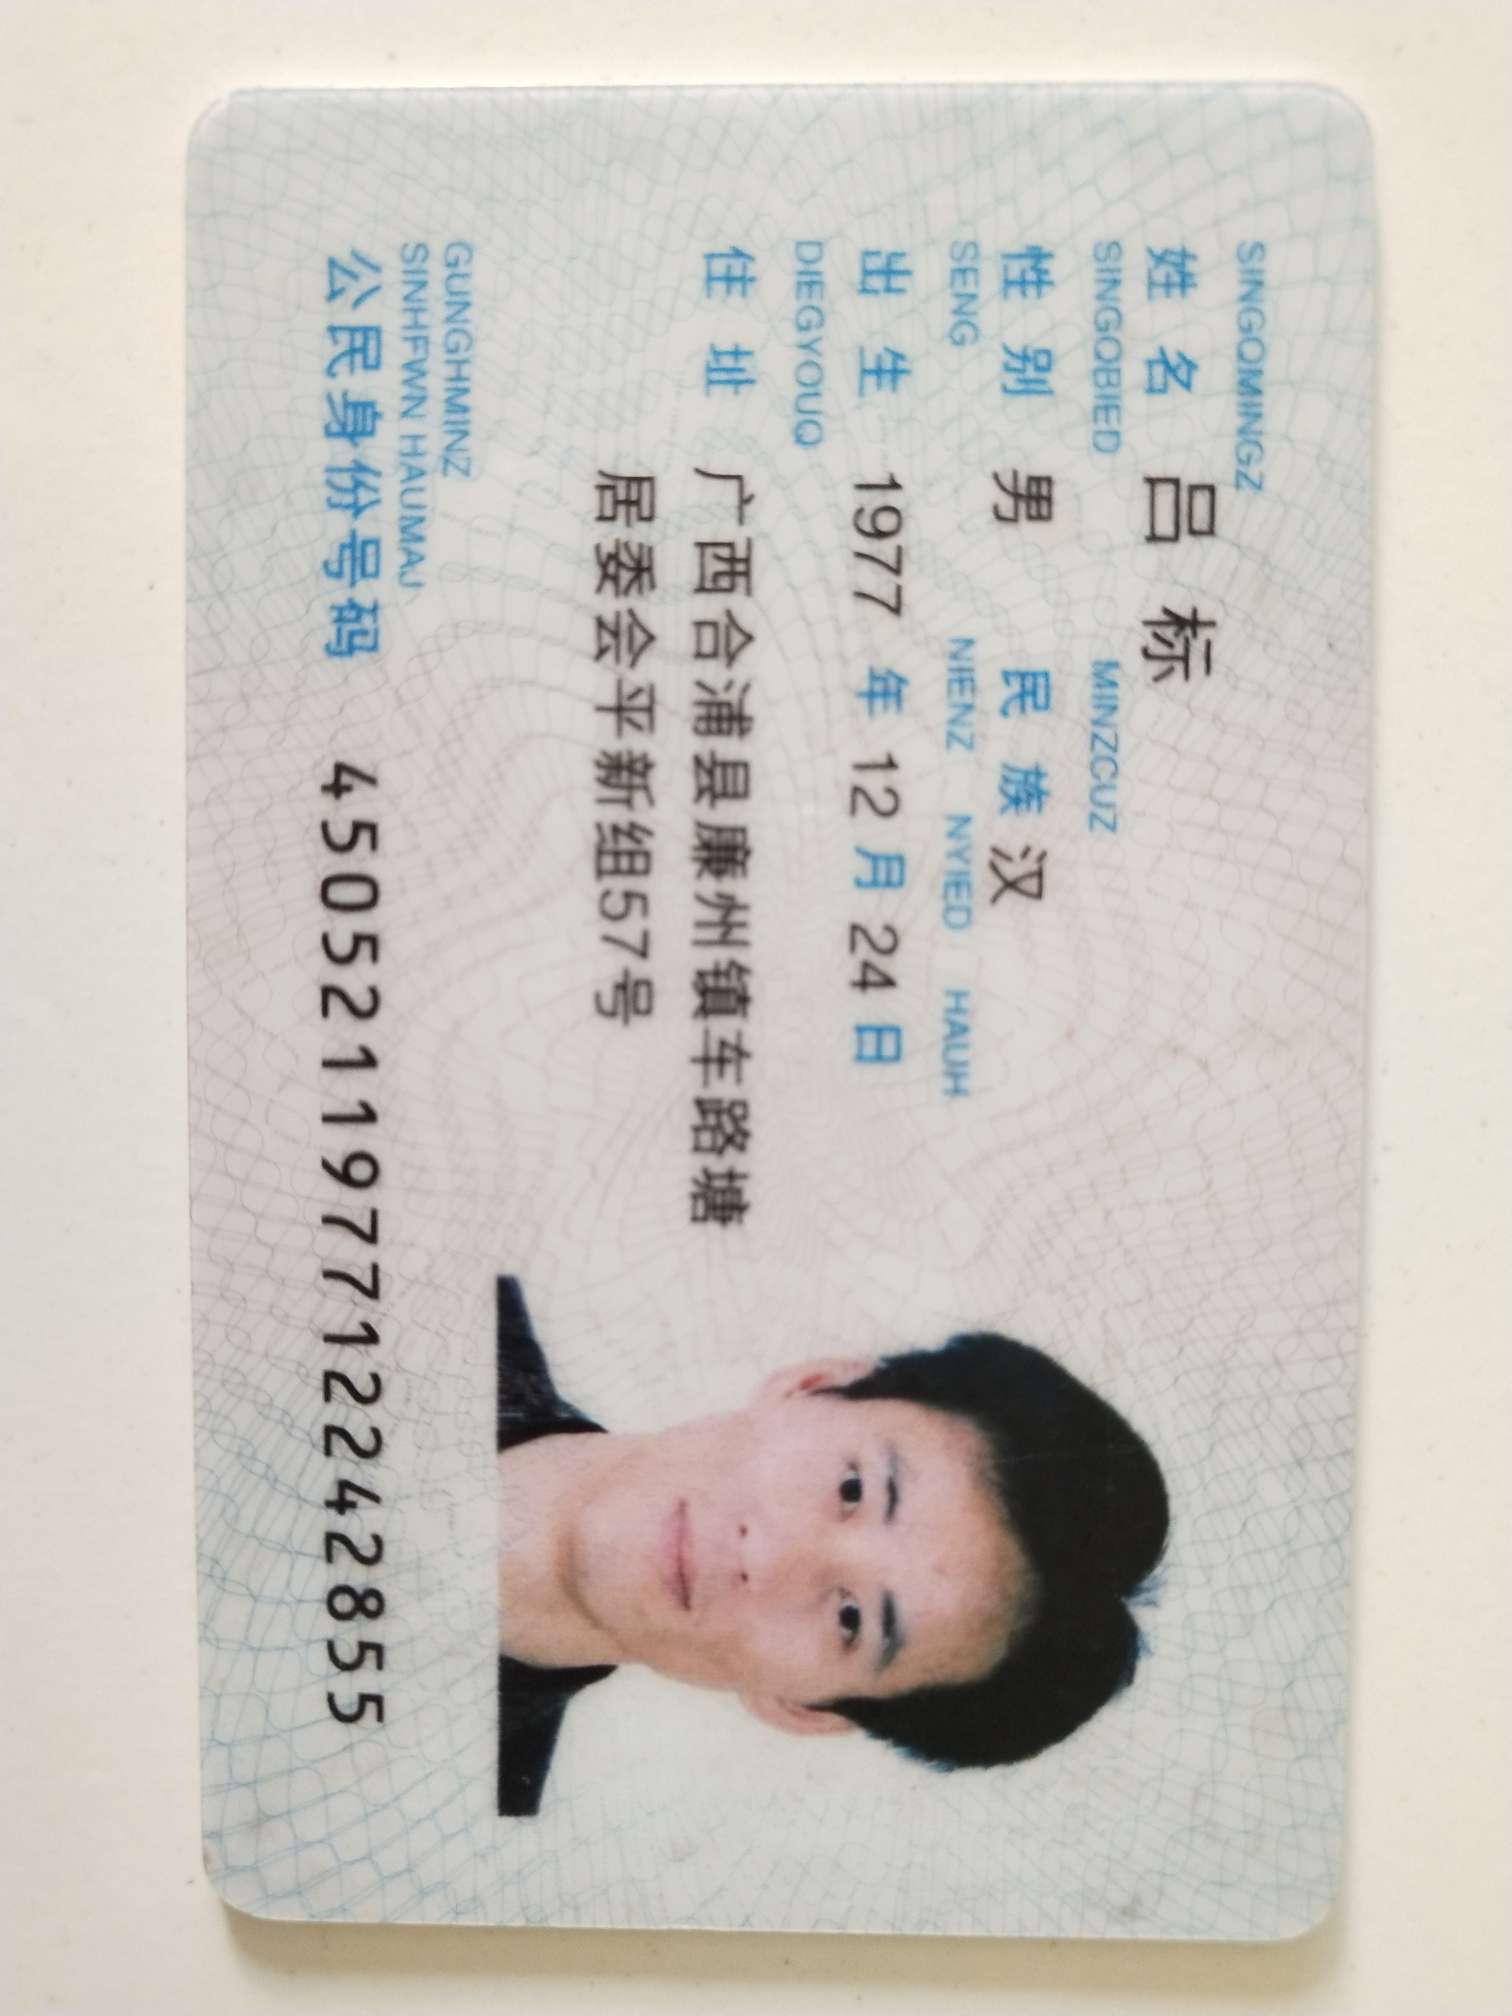 SINGQMINGZ
姓名 吕标
SINGQBIED MINZCUZ
性别 男 民族 汉
SENG NIENZ NYIED HAUH
出生 1977 年 12 月 24 日
DIEGYOUQ
住址 广西合浦县廉州镇车路塘
居委会平新组57号
GUNGHMINZ
SINHFWN HAUMAJ
公民身份号码 450521197712242855